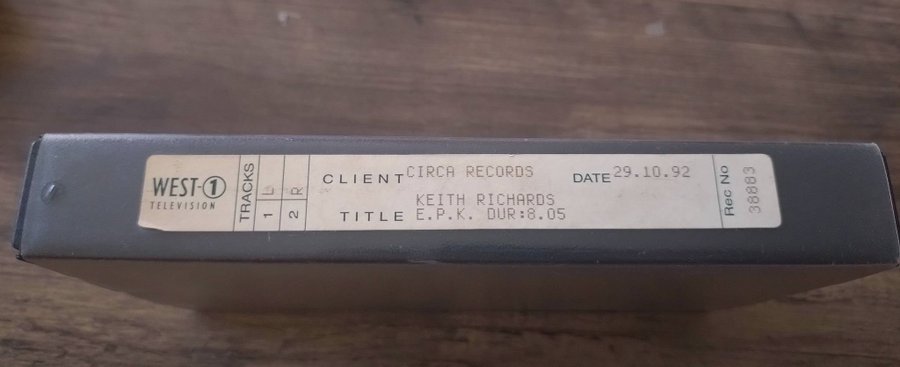 WEST-1
TELEVISION
TRACKS
1 L
2 R
CLIENT CIRCA RECORDS
DATE 29.10.92
KEITH RICHARDS
TITLE E.P.K. DUR:8.05
Rec No 38883